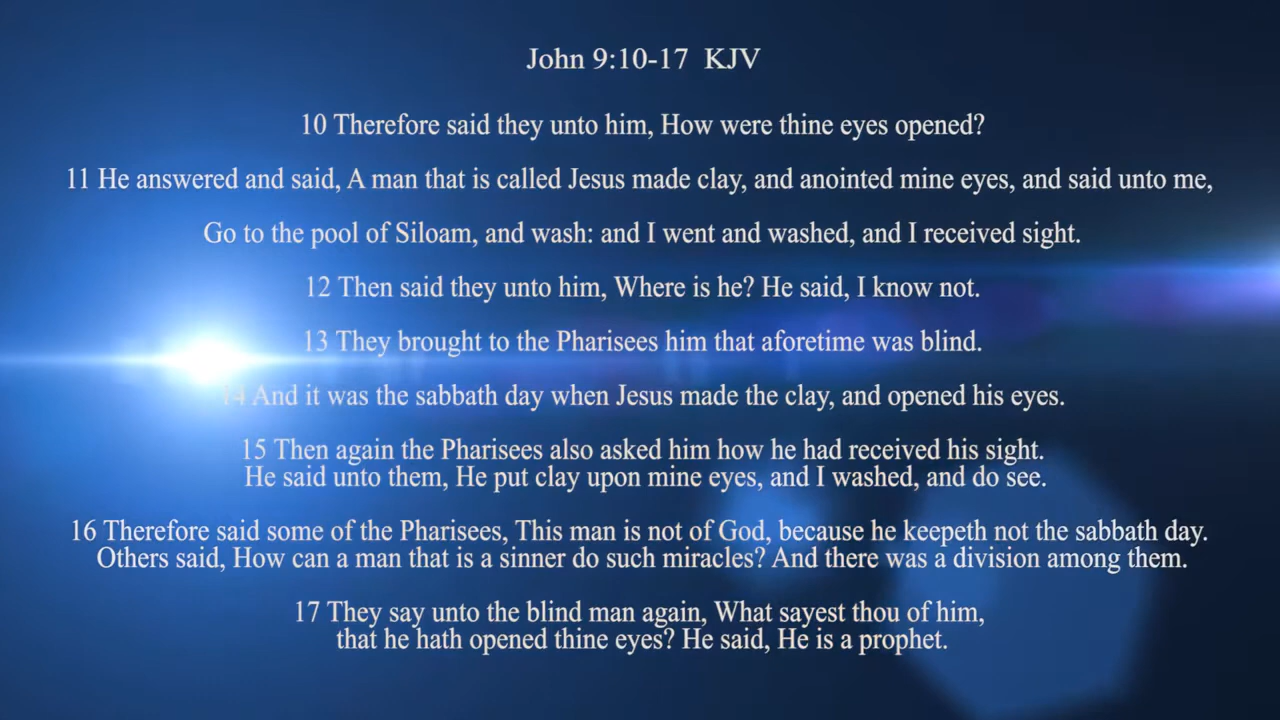 John 9:10-17 KJV
10 Therefore said they unto him, How were thine eyes opened?
11 He answered and said, A man that is called Jesus made clay, and anointed mine eyes, and said unto me,
Go to the pool of Siloam, and wash: and I went and washed, and I received sight.
12 Then said they unto him, Where is he? He said, I know not.
13 They brought to the Pharisees him that aforetime was blind.
14 And it was the sabbath day when Jesus made the clay, and opened his eyes.
15 Then again the Pharisees also asked him how he had received his sight.
He said unto them, He put clay upon mine eyes, and I washed, and do see.
16 Therefore said some of the Pharisees, This man is not of God, because he keepeth not the sabbath day.
Others said, How can a man that is a sinner do such miracles? And there was a division among them.
17 They say unto the blind man again, What sayest thou of him,
that he hath opened thine eyes? He said, He is a prophet.